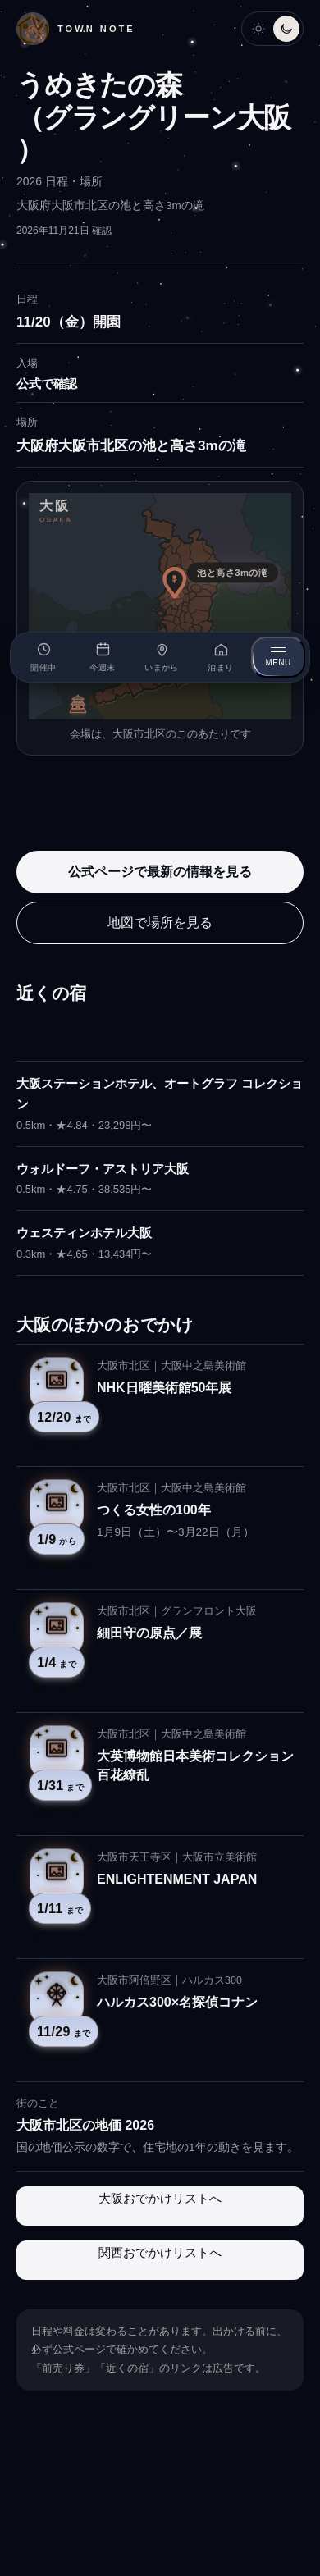 TOWN NOTE
うめきたの森
（グラングリーン大阪
）
2026 日程・場所
大阪府大阪市北区の池と高さ3mの滝
2026年11月21日 確認
日程
11/20（金）開園
入場
公式で確認
場所
大阪府大阪市北区の池と高さ3mの滝
大阪
OSAKA
池と高さ3mの滝
開催中
今週末
いまから
泊まり
MENU
会場は、大阪市北区のこのあたりです
公式ページで最新の情報を見る
地図で場所を見る
近くの宿
大阪ステーションホテル、オートグラフ コレクショ
ン
0.5km・★4.84・23,298円〜
ウォルドーフ・アストリア大阪
0.5km・★4.75・38,535円〜
ウェスティンホテル大阪
0.3km・★4.65・13,434円〜
大阪のほかのおでかけ
大阪市北区｜大阪中之島美術館
NHK日曜美術館50年展
12/20 まで
大阪市北区｜大阪中之島美術館
つくる女性の100年
1月9日（土）〜3月22日（月）
1/9 から
大阪市北区｜グランフロント大阪
細田守の原点／展
1/4 まで
大阪市北区｜大阪中之島美術館
大英博物館日本美術コレクション
百花繚乱
1/31 まで
大阪市天王寺区｜大阪市立美術館
ENLIGHTENMENT JAPAN
1/11 まで
大阪市阿倍野区｜ハルカス300
ハルカス300×名探偵コナン
11/29 まで
街のこと
大阪市北区の地価 2026
国の地価公示の数字で、住宅地の1年の動きを見ます。
大阪おでかけリストへ
関西おでかけリストへ
日程や料金は変わることがあります。出かける前に、
必ず公式ページで確かめてください。
「前売り券」「近くの宿」のリンクは広告です。